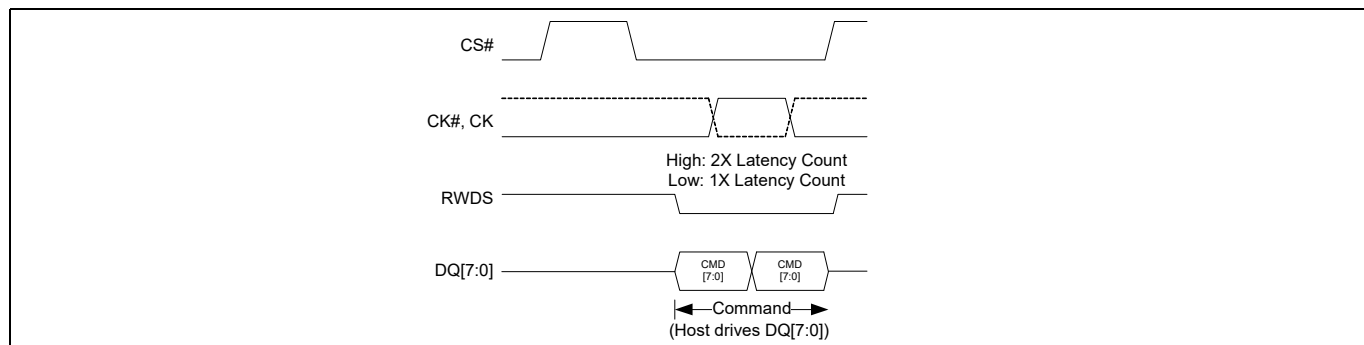 CS#
CK#, CK
High: 2X Latency Count
Low: 1X Latency Count
RWDS
DQ[7:0]
CMD
[7:0]
CMD
[7:0]
Command
(Host drives DQ[7:0])